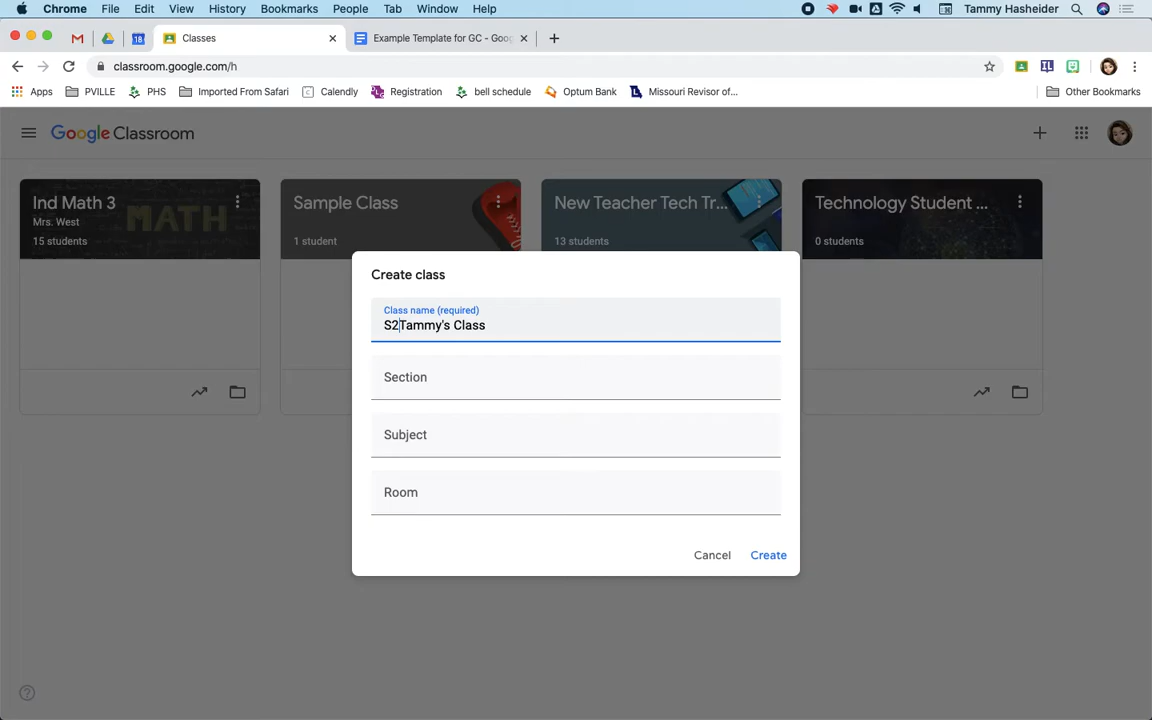 Chrome File Edit View History Bookmarks People Tab Window Help Tammy Hasheider
18 Classes Example Template for GC - Goog
classroom.google.com/h
Apps PVILLE PHS Imported From Safari Calendly Registration bell schedule Optum Bank Missouri Revisor of... Other Bookmarks
Google Classroom
Ind Math 3 Sample Class New Teacher Tech Tr... Technology Student ...
Mrs. West MATH
15 students 1 student 13 students 0 students
Create class
Class name (required)
S2Tammy's Class
Section
Subject
Room
Cancel Create